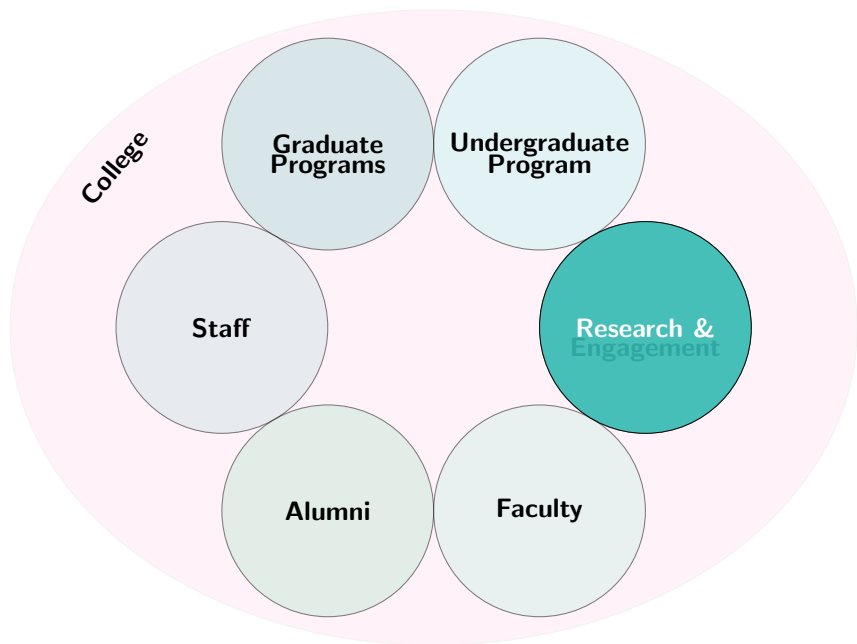 College
Graduate
Programs
Undergraduate
Program
Staff
Research &
Engagement
Alumni
Faculty